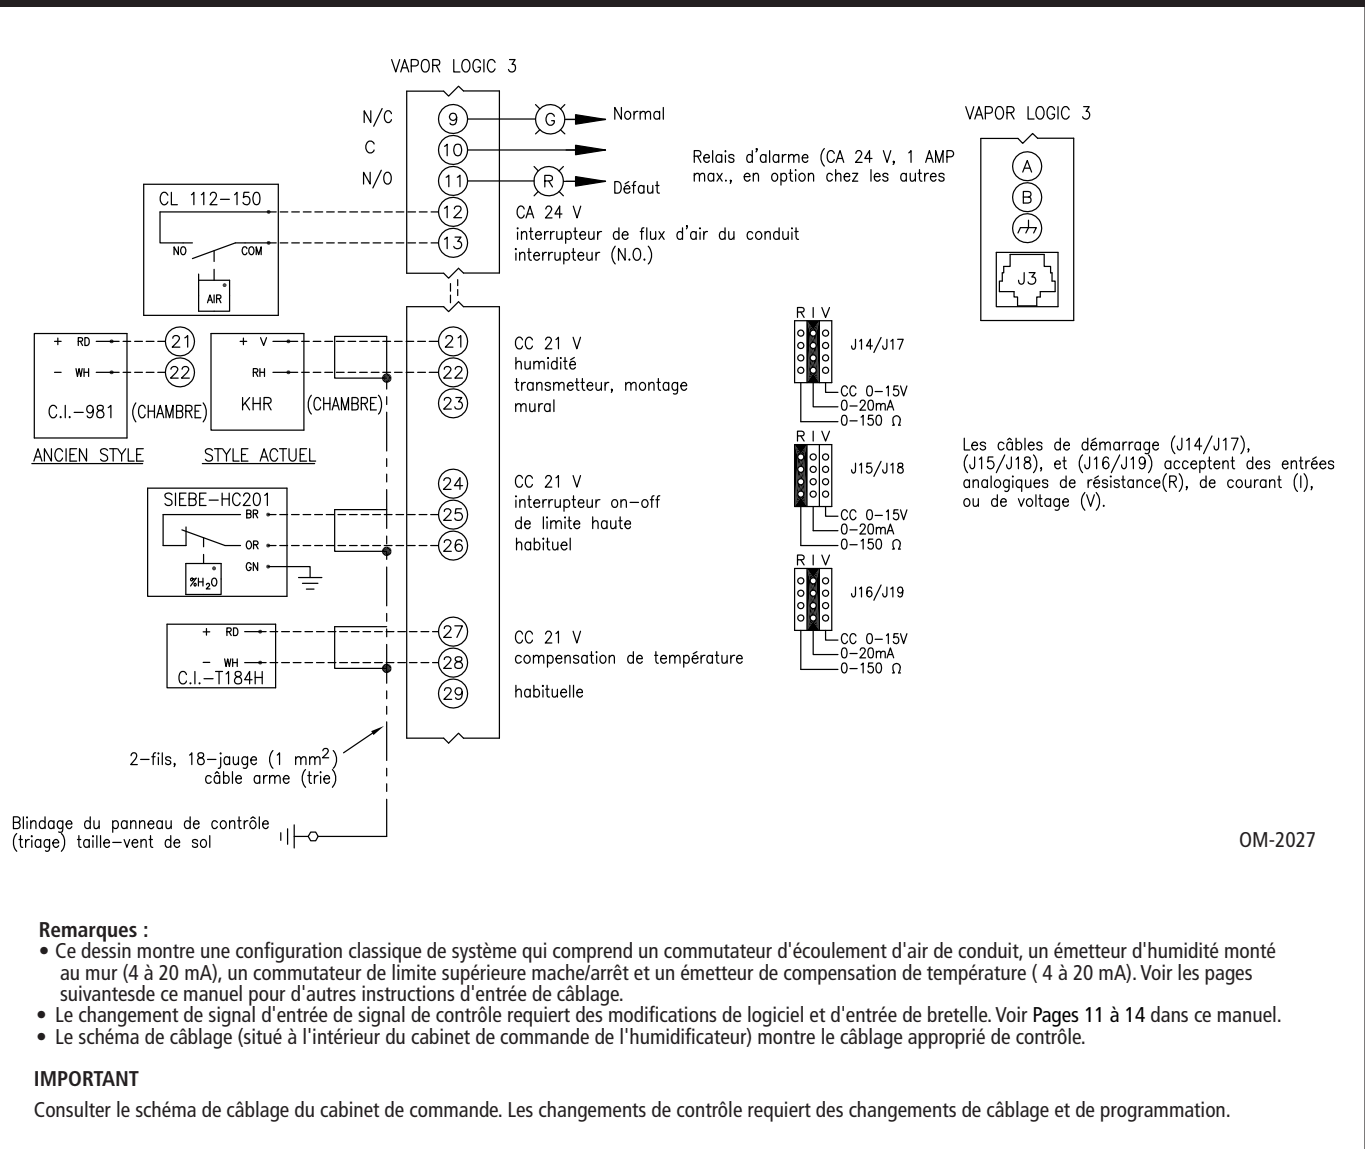 VAPOR LOGIC 3
N/C
9
G
Normal
C
10
N/O
11
R
Défaut
Relais d'alarme (CA 24 V, 1 AMP
max., en option chez les autres
VAPOR LOGIC 3
A
B
J3
CL 112-150
NO
COM
AIR
12
13
CA 24 V
interrupteur de flux d'air du conduit
interrupteur (N.O.)
+ RD
21
- WH
22
C.I.-981
(CHAMBRE)
ANCIEN STYLE
+ V
RH
KHR
(CHAMBRE)
STYLE ACTUEL
21
22
23
CC 21 V
humidité
transmetteur, montage
mural
R I V
J14/J17
CC 0-15V
0-20mA
0-150 Ω
SIEBE-HC201
BR
OR
GN
%H2O
24
25
26
CC 21 V
interrupteur on-off
de limite haute
habituel
R I V
J15/J18
CC 0-15V
0-20mA
0-150 Ω
Les câbles de démarrage (J14/J17),
(J15/J18), et (J16/J19) acceptent des entrées
analogiques de résistance(R), de courant (I),
ou de voltage (V).
+ RD
- WH
C.I.-T184H
27
28
29
CC 21 V
compensation de température
habituelle
R I V
J16/J19
CC 0-15V
0-20mA
0-150 Ω
2-fils, 18-jauge (1 mm2)
câble arme (trie)
Blindage du panneau de contrôle
(triage) taille-vent de sol
OM-2027
Remarques :
• Ce dessin montre une configuration classique de système qui comprend un commutateur d'écoulement d'air de conduit, un émetteur d'humidité monté
au mur (4 à 20 mA), un commutateur de limite supérieure mache/arrêt et un émetteur de compensation de température ( 4 à 20 mA). Voir les pages
suivantesde ce manuel pour d'autres instructions d'entrée de câblage.
• Le changement de signal d'entrée de signal de contrôle requiert des modifications de logiciel et d'entrée de bretelle. Voir Pages 11 à 14 dans ce manuel.
• Le schéma de câblage (situé à l'intérieur du cabinet de commande de l'humidificateur) montre le câblage approprié de contrôle.
IMPORTANT
Consulter le schéma de câblage du cabinet de commande. Les changements de contrôle requiert des changements de câblage et de programmation.